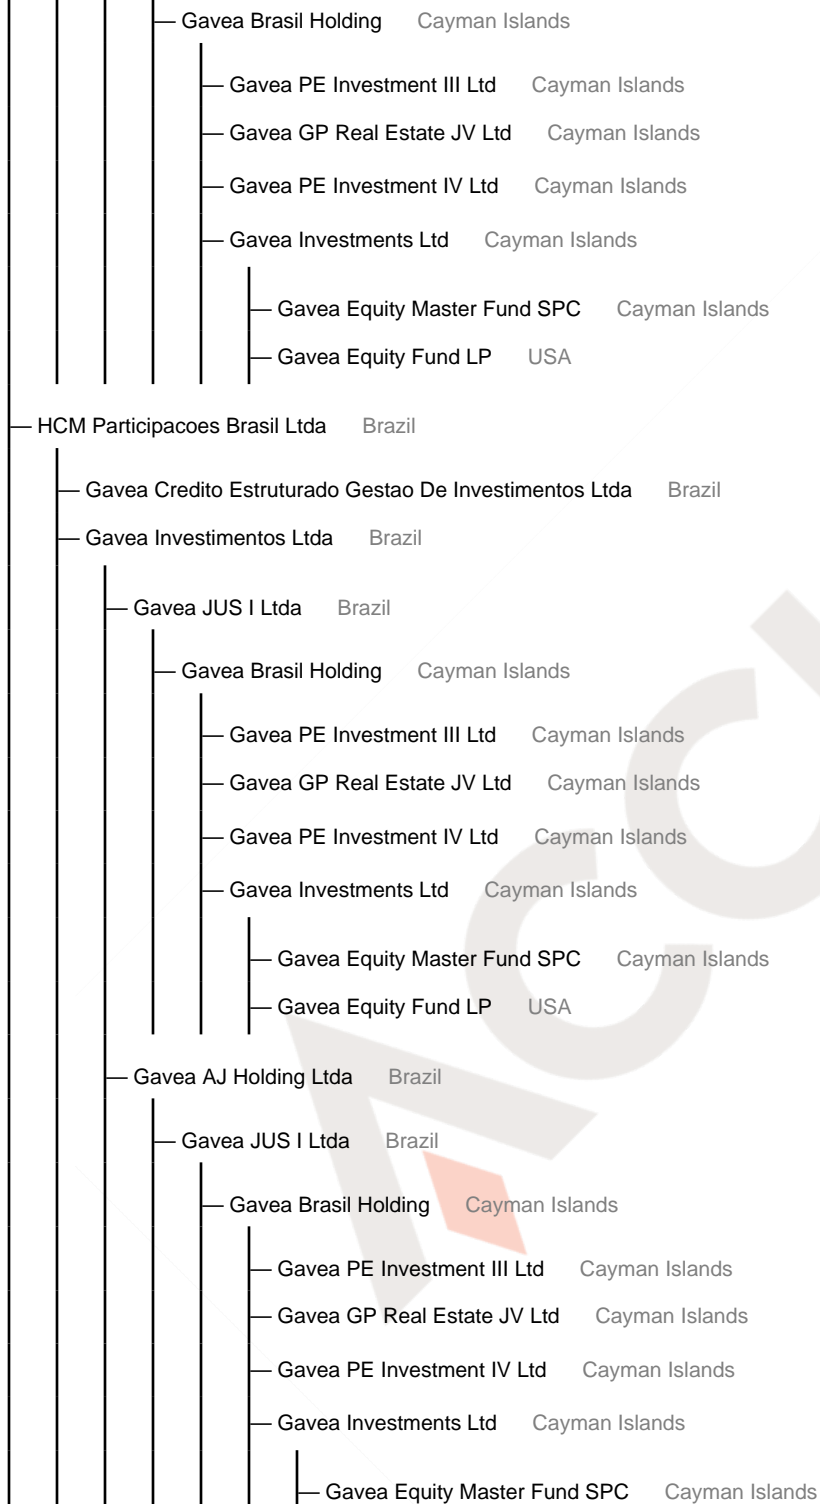 Gavea Brasil Holding Cayman Islands
Gavea PE Investment III Ltd Cayman Islands
Gavea GP Real Estate JV Ltd Cayman Islands
Gavea PE Investment IV Ltd Cayman Islands
Gavea Investments Ltd Cayman Islands
Gavea Equity Master Fund SPC Cayman Islands
Gavea Equity Fund LP USA
HCM Participacoes Brasil Ltda Brazil
Gavea Credito Estruturado Gestao De Investimentos Ltda Brazil
Gavea Investimentos Ltda Brazil
Gavea JUS I Ltda Brazil
Gavea Brasil Holding Cayman Islands
Gavea PE Investment III Ltd Cayman Islands
Gavea GP Real Estate JV Ltd Cayman Islands
Gavea PE Investment IV Ltd Cayman Islands
Gavea Investments Ltd Cayman Islands
Gavea Equity Master Fund SPC Cayman Islands
Gavea Equity Fund LP USA
Gavea AJ Holding Ltda Brazil
Gavea JUS I Ltda Brazil
Gavea Brasil Holding Cayman Islands
Gavea PE Investment III Ltd Cayman Islands
Gavea GP Real Estate JV Ltd Cayman Islands
Gavea PE Investment IV Ltd Cayman Islands
Gavea Investments Ltd Cayman Islands
Gavea Equity Master Fund SPC Cayman Islands